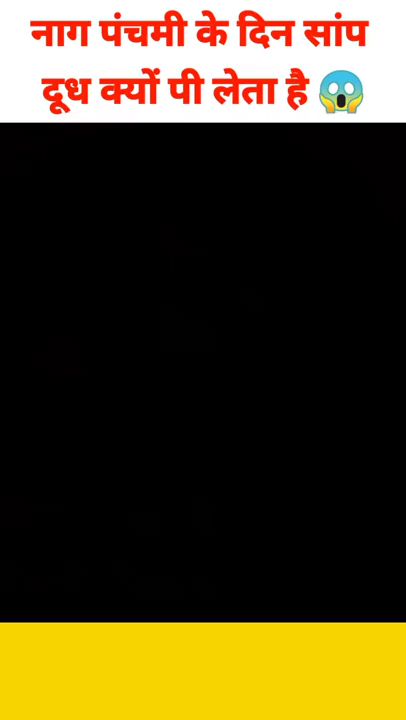 नाग पंचमी के दिन सांप
दूध क्यों पी लेता है 😱